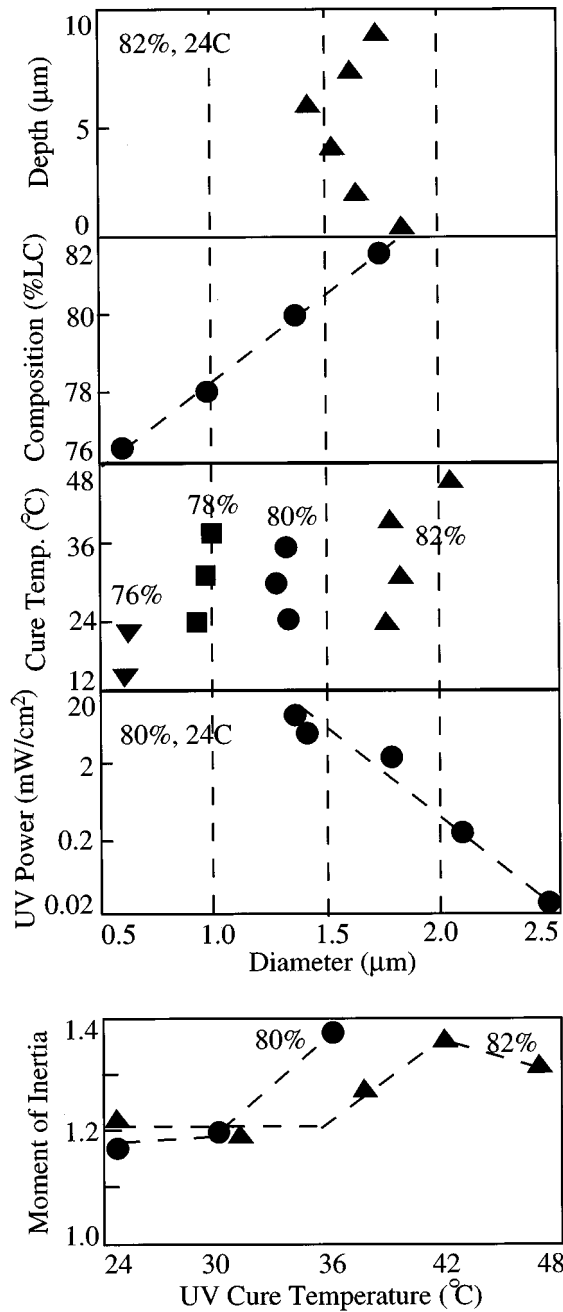 10
82%, 24C
Depth (μm)
5
0
82
Composition (%LC)
80
78
76
48
78%
80%
82%
Cure Temp. (°C)
36
76%
24
12
20
80%, 24C
UV Power (mW/cm²)
2
0.2
0.02
0.5 1.0 1.5 2.0 2.5
Diameter (μm)
1.4
80%
82%
Moment of Inertia
1.2
1.0
24 30 36 42 48
UV Cure Temperature (°C)